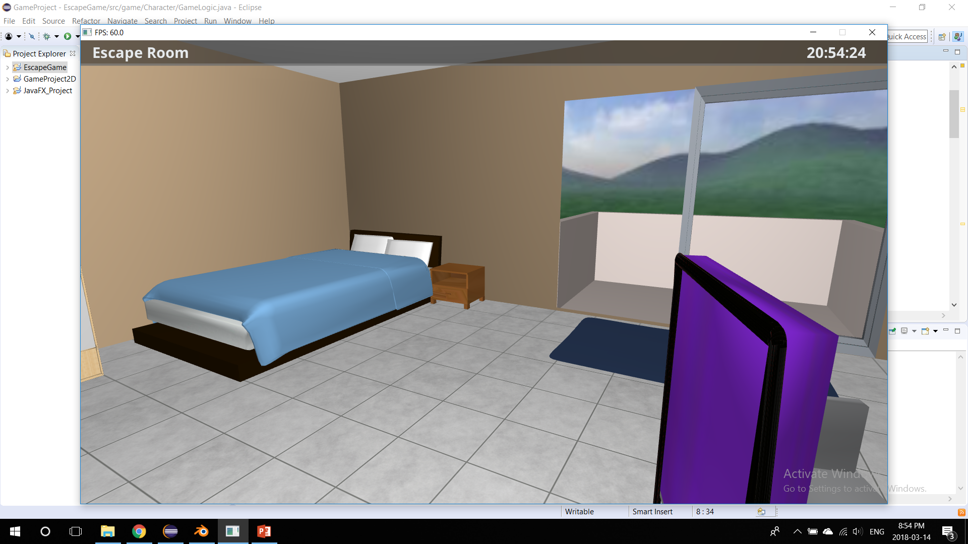 GameProject - EscapeGame/src/game/Character/GameLogic.java - Eclipse
File Edit Source Refactor Navigate Search Project Run Window Help
FPS: 60.0
Quick Access
Project Explorer
Escape Room
20:54:24
EscapeGame
GameProject2D
JavaFX_Project
Activate Windows
Go to Settings to activate Windows.
Writable
Smart Insert
8 : 34
ENG
8:54 PM
2018-03-14
3